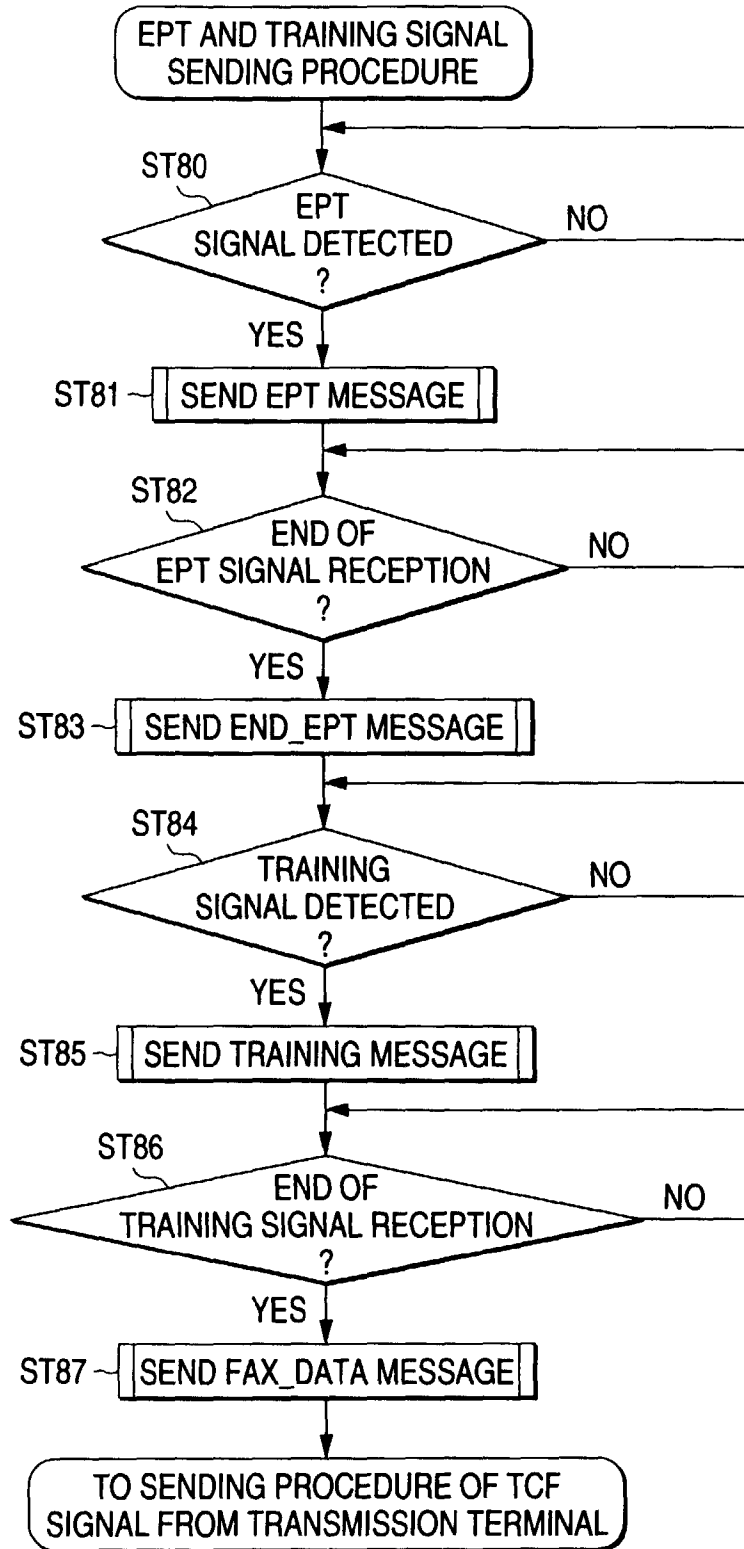 EPT AND TRAINING SIGNAL
SENDING PROCEDURE
ST80
EPT
SIGNAL DETECTED
?
NO
YES
ST81
SEND EPT MESSAGE
ST82
END OF
EPT SIGNAL RECEPTION
?
NO
YES
ST83
SEND END_EPT MESSAGE
ST84
TRAINING
SIGNAL DETECTED
?
NO
YES
ST85
SEND TRAINING MESSAGE
ST86
END OF
TRAINING SIGNAL RECEPTION
?
NO
YES
ST87
SEND FAX_DATA MESSAGE
TO SENDING PROCEDURE OF TCF
SIGNAL FROM TRANSMISSION TERMINAL